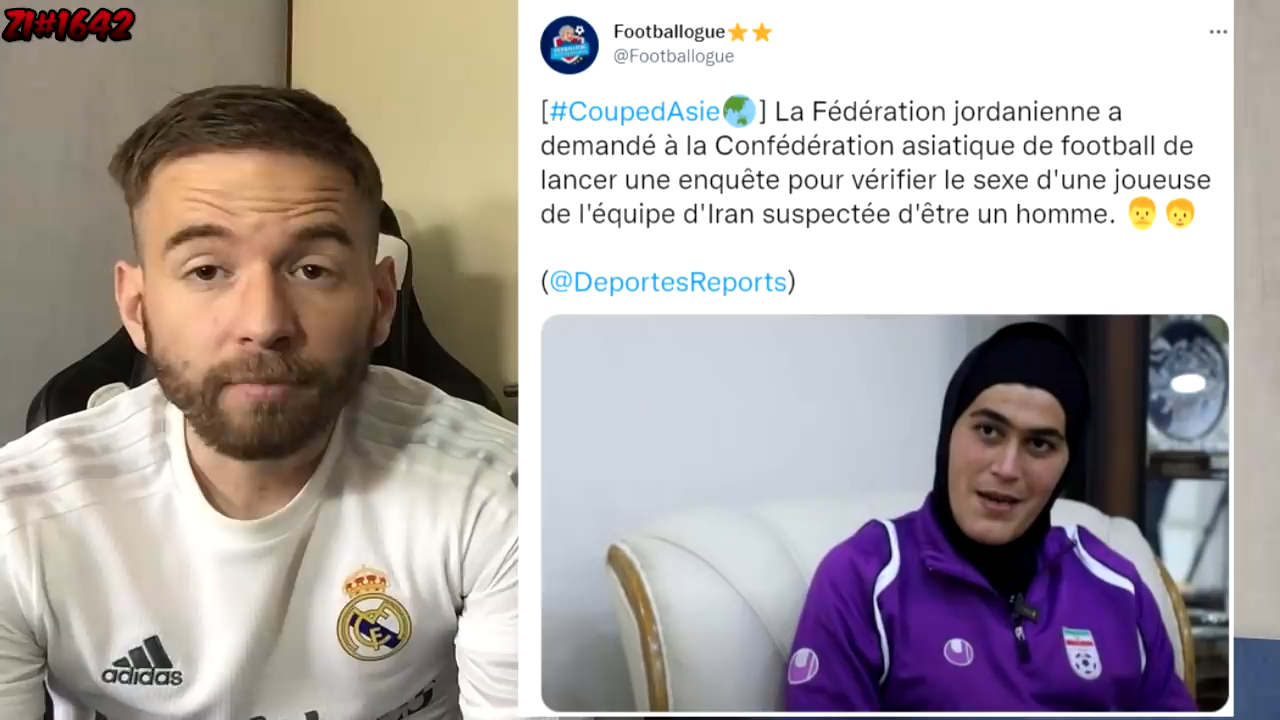 Z1#1642
Footballogue⭐⭐
@Footballogue
[#CoupedAsie🌏] La Fédération jordanienne a
demandé à la Confédération asiatique de football de
lancer une enquête pour vérifier le sexe d'une joueuse
de l'équipe d'Iran suspectée d'être un homme. 🙍‍♂️👨
(@DeportesReports)
adidas